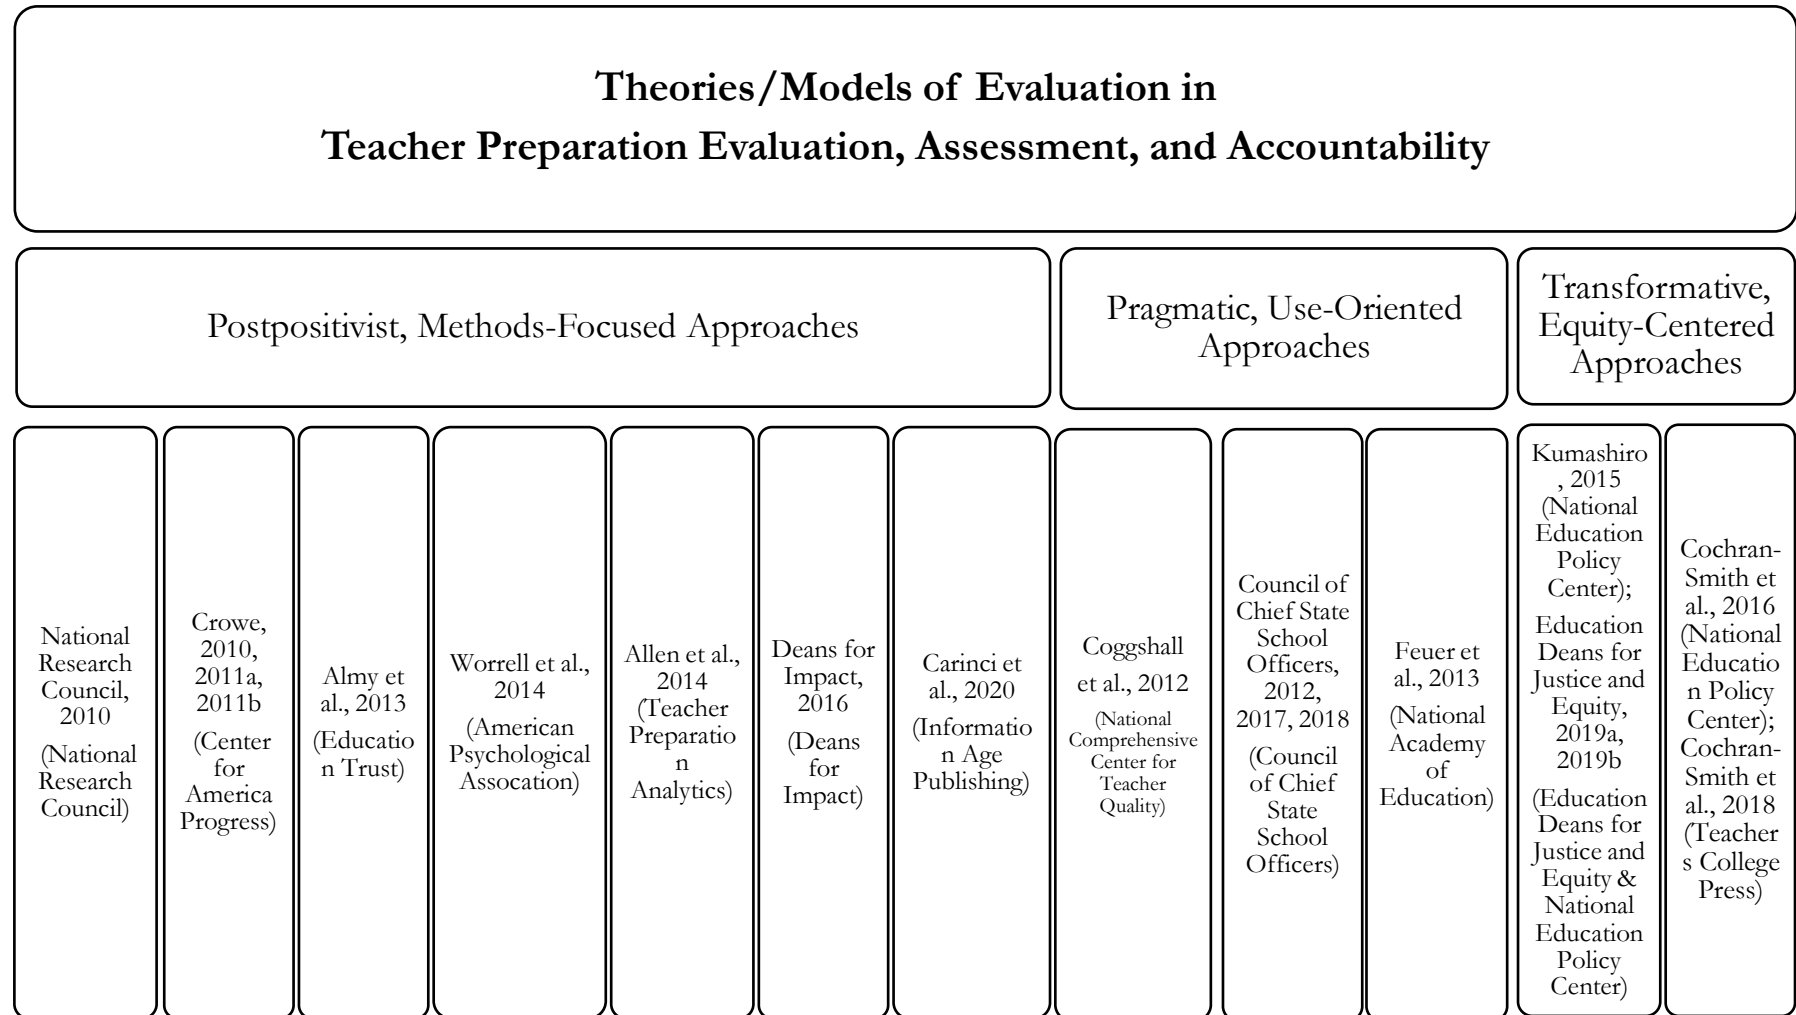 Theories/Models of Evaluation in
Teacher Preparation Evaluation, Assessment, and Accountability
Postpositivist, Methods-Focused Approaches
Pragmatic, Use-Oriented
Approaches
Transformative,
Equity-Centered
Approaches
National
Research
Council,
2010
(National
Research
Council)
Crowe,
2010,
2011a,
2011b
(Center
for
America
Progress)
Almy et
al., 2013
(Educatio
n Trust)
Worrell et al.,
2014
(American
Psychological
Assocation)
Allen et al.,
2014
(Teacher
Preparatio
n
Analytics)
Deans for
Impact,
2016
(Deans
for
Impact)
Carinci et
al., 2020
(Informatio
n Age
Publishing)
Coggshall
et al., 2012
(National
Comprehensive
Center for
Teacher
Quality)
Council of
Chief State
School
Officers,
2012,
2017, 2018
(Council
of Chief
State
School
Officers)
Feuer et
al., 2013
(National
Academy
of
Education)
Kumashiro
, 2015
(National
Education
Policy
Center);
Education
Deans for
Justice and
Equity,
2019a,
2019b
(Education
Deans for
Justice and
Equity &
National
Education
Policy
Center)
Cochran-
Smith et
al., 2016
(National
Educatio
n Policy
Center);
Cochran-
Smith et
al., 2018
(Teacher
s College
Press)